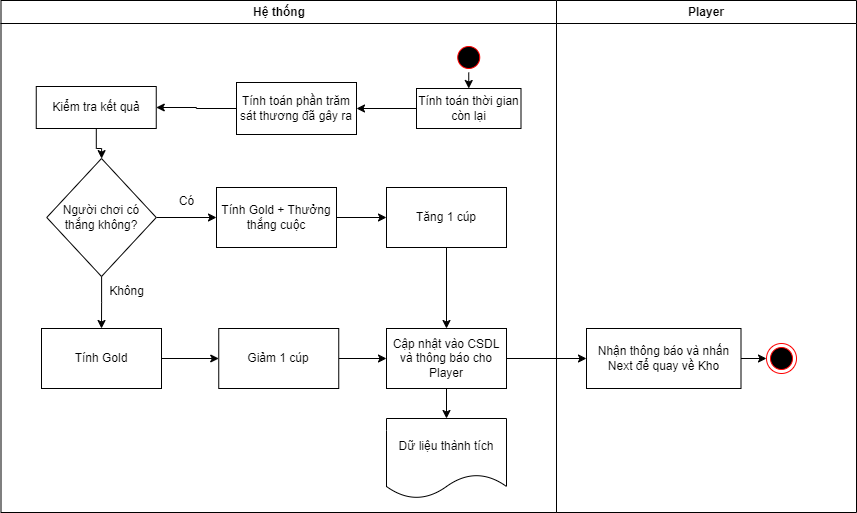 Hệ thống
Player
Tính toán thời gian
còn lại
Tính toán phần trăm
sát thương đã gây ra
Kiểm tra kết quả
Người chơi có
thắng không?
Có
Tính Gold + Thưởng
thắng cuộc
Tăng 1 cúp
Không
Tính Gold
Giảm 1 cúp
Cập nhật vào CSDL
và thông báo cho
Player
Nhận thông báo và nhấn
Next để quay về Kho
Dữ liệu thành tích